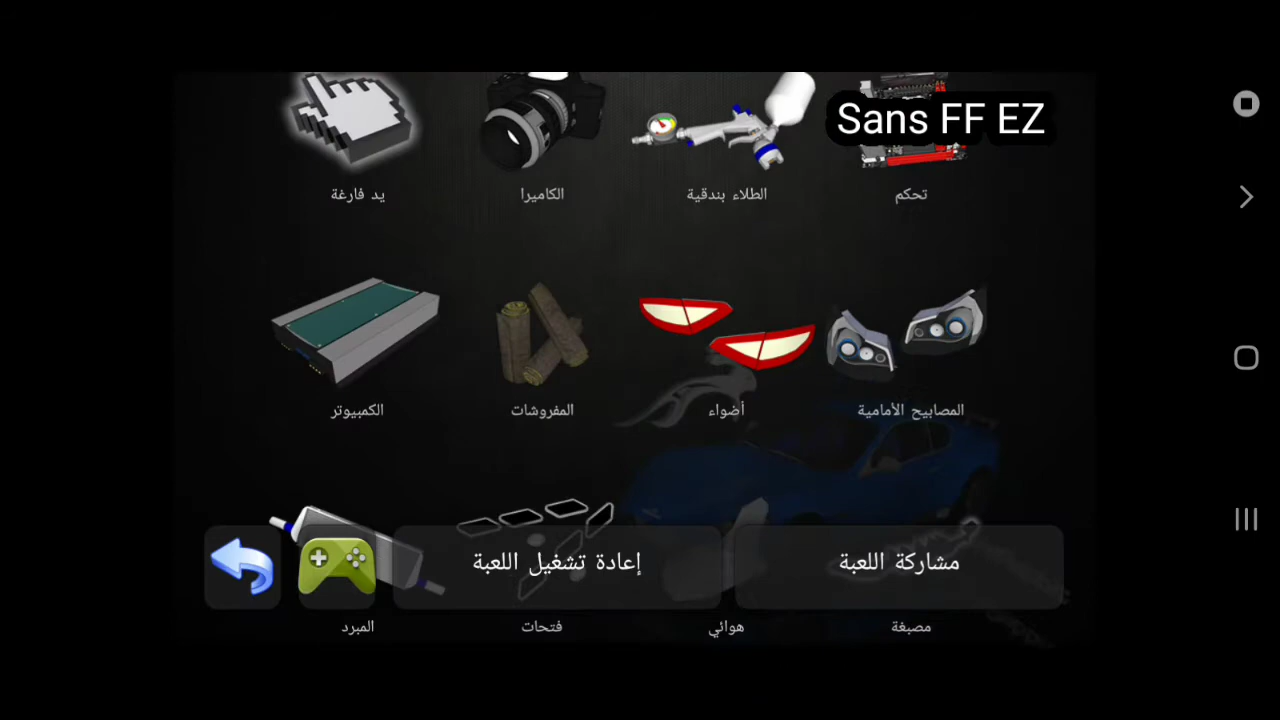 Sans FF EZ
يد فارغة
الكاميرا
الطلاء بندقية
تحكم
الكمبيوتر
المفروشات
أضواء
المصابيح الأمامية
إعادة تشغيل اللعبة
مشاركة اللعبة
المبرد
فتحات
هوائي
مصبغة